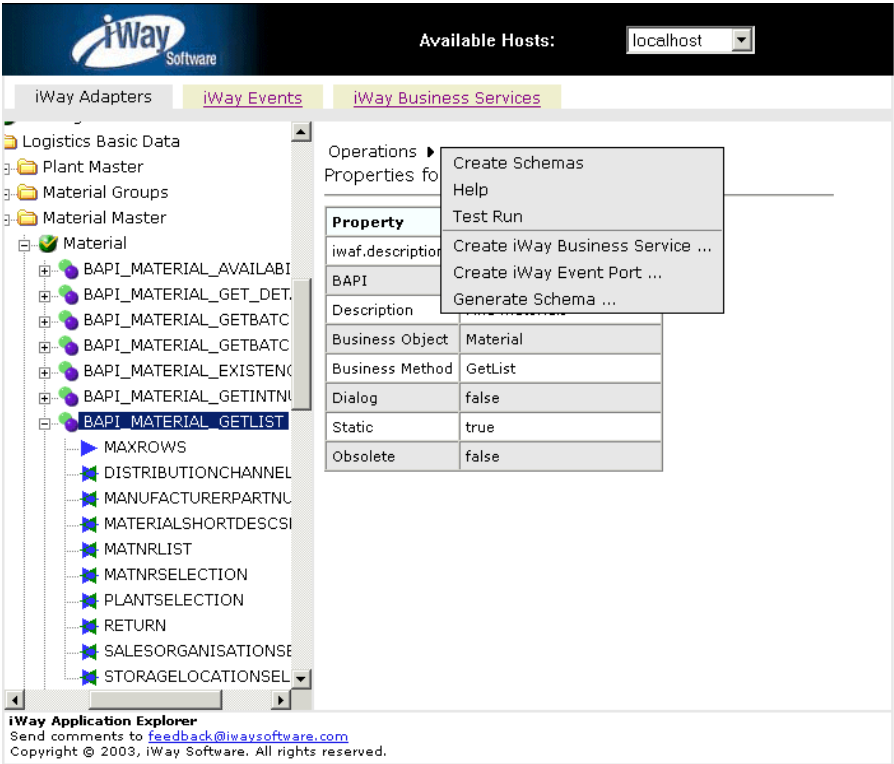 iWay
Software
Available Hosts:
localhost
iWay Adapters
iWay Events
iWay Business Services
Logistics Basic Data
Plant Master
Material Groups
Material Master
Material
BAPI_MATERIAL_AVAILABI
BAPI_MATERIAL_GET_DET.
BAPI_MATERIAL_GETBATC
BAPI_MATERIAL_GETBATC
BAPI_MATERIAL_EXISTENC
BAPI_MATERIAL_GETINTNU
BAPI_MATERIAL_GETLIST
MAXROWS
DISTRIBUTIONCHANNEL
MANUFACTURERPARTNU
MATERIALSHORTDESCSI
MATNRLIST
MATNRSELECTION
PLANTSELECTION
RETURN
SALESORGANISATIONSE
STORAGELOCATIONSEL
Operations
Properties fo
Create Schemas
Help
Test Run
Create iWay Business Service ...
Create iWay Event Port ...
Generate Schema ...
Property
iwaf.description
BAPI
Description
Business Object Material
Business Method GetList
Dialog false
Static true
Obsolete false
iWay Application Explorer
Send comments to feedback@iwaysoftware.com
Copyright © 2003, iWay Software. All rights reserved.